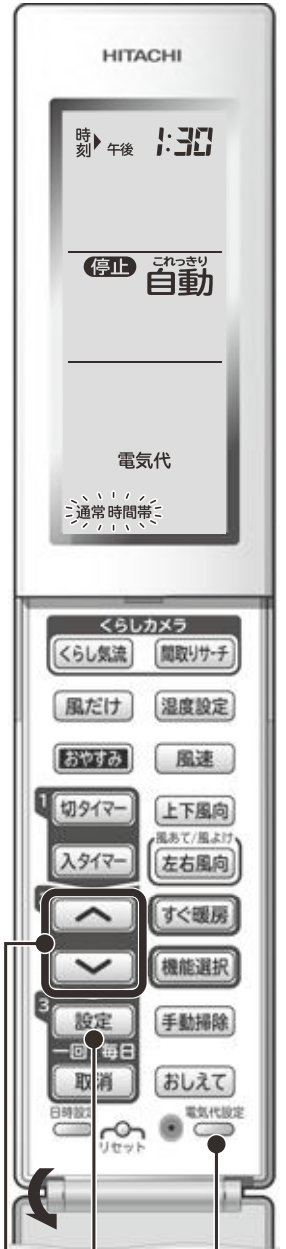 HITACHI
時刻 午後 1:30
停止 これっきり自動
電気代
通常時間帯
くらしカメラ
くらし気流 間取りサーチ
風だけ 湿度設定
おやすみ 風速
1 切タイマー 上下風向
風あて/風よけ
入タイマー 左右風向
すぐ暖房
機能選択
3 設定 手動掃除
一回/毎日
取消 おしえて
日時設定 電気代設定
リセット